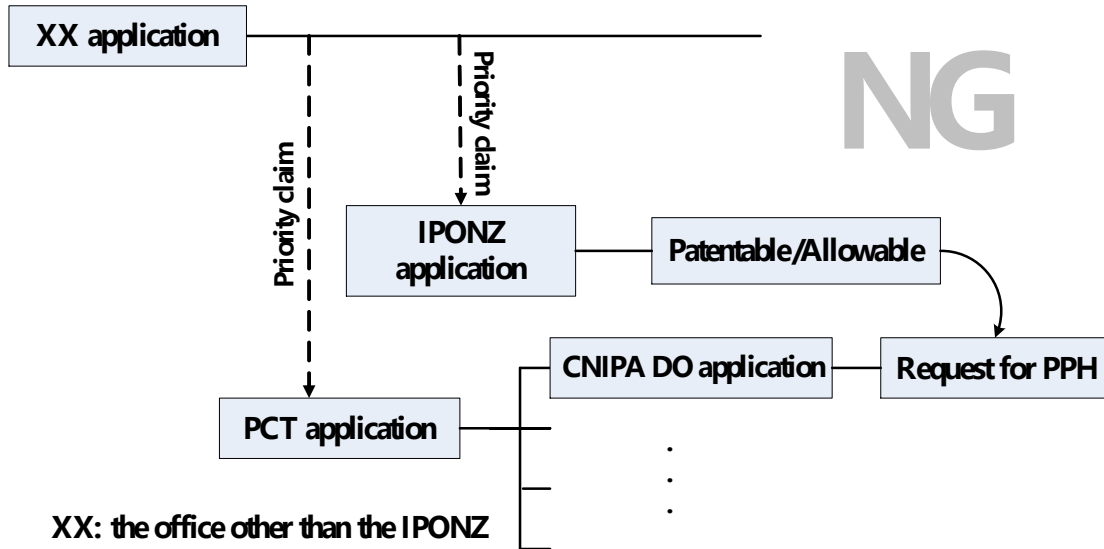 XX application
NG
Priority claim
Priority claim
IPONZ
application
Patentable/Allowable
CNIPA DO application
Request for PPH
PCT application
XX: the office other than the IPONZ